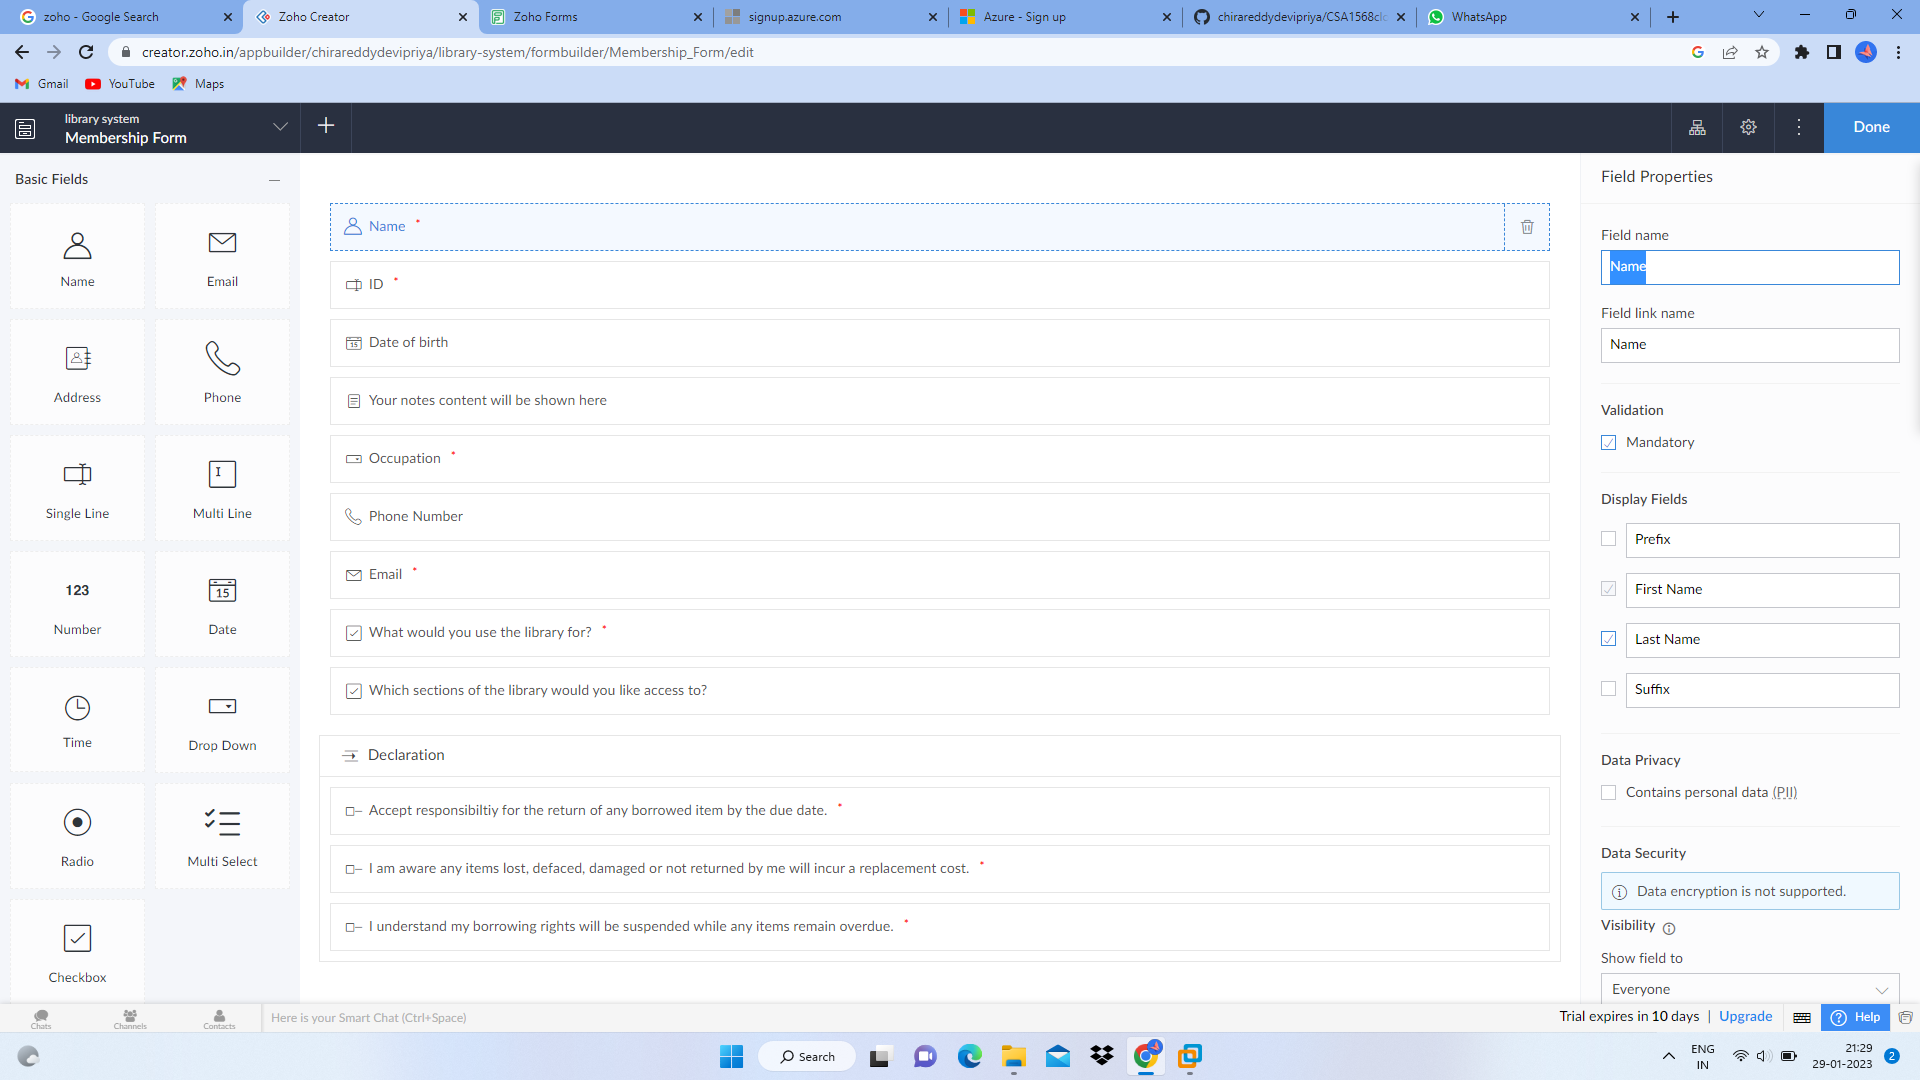 zoho - Google Search
Zoho Creator
Zoho Forms
signup.azure.com
Azure - Sign up
chirareddydevipriya/CSA1568clo
WhatsApp
creator.zoho.in/appbuilder/chirareddydevipriya/library-system/formbuilder/Membership_Form/edit
Gmail
YouTube
Maps
library system
Membership Form
Done
Basic Fields
Name
Email
Address
Phone
Single Line
Multi Line
123
Number
15
Date
Time
Drop Down
Radio
Multi Select
Checkbox
Name *
ID *
15 Date of birth
Your notes content will be shown here
Occupation *
Phone Number
Email *
What would you use the library for? *
Which sections of the library would you like access to?
Declaration
Accept responsibiltiy for the return of any borrowed item by the due date. *
I am aware any items lost, defaced, damaged or not returned by me will incur a replacement cost. *
I understand my borrowing rights will be suspended while any items remain overdue. *
Field Properties
Field name
Name
Field link name
Name
Validation
Mandatory
Display Fields
Prefix
First Name
Last Name
Suffix
Data Privacy
Contains personal data (PII)
Data Security
Data encryption is not supported.
Visibility
Show field to
Everyone
Chats
Channels
Contacts
Here is your Smart Chat (Ctrl+Space)
Trial expires in 10 days | Upgrade
Help
Search
ENG
IN
21:29
29-01-2023
2